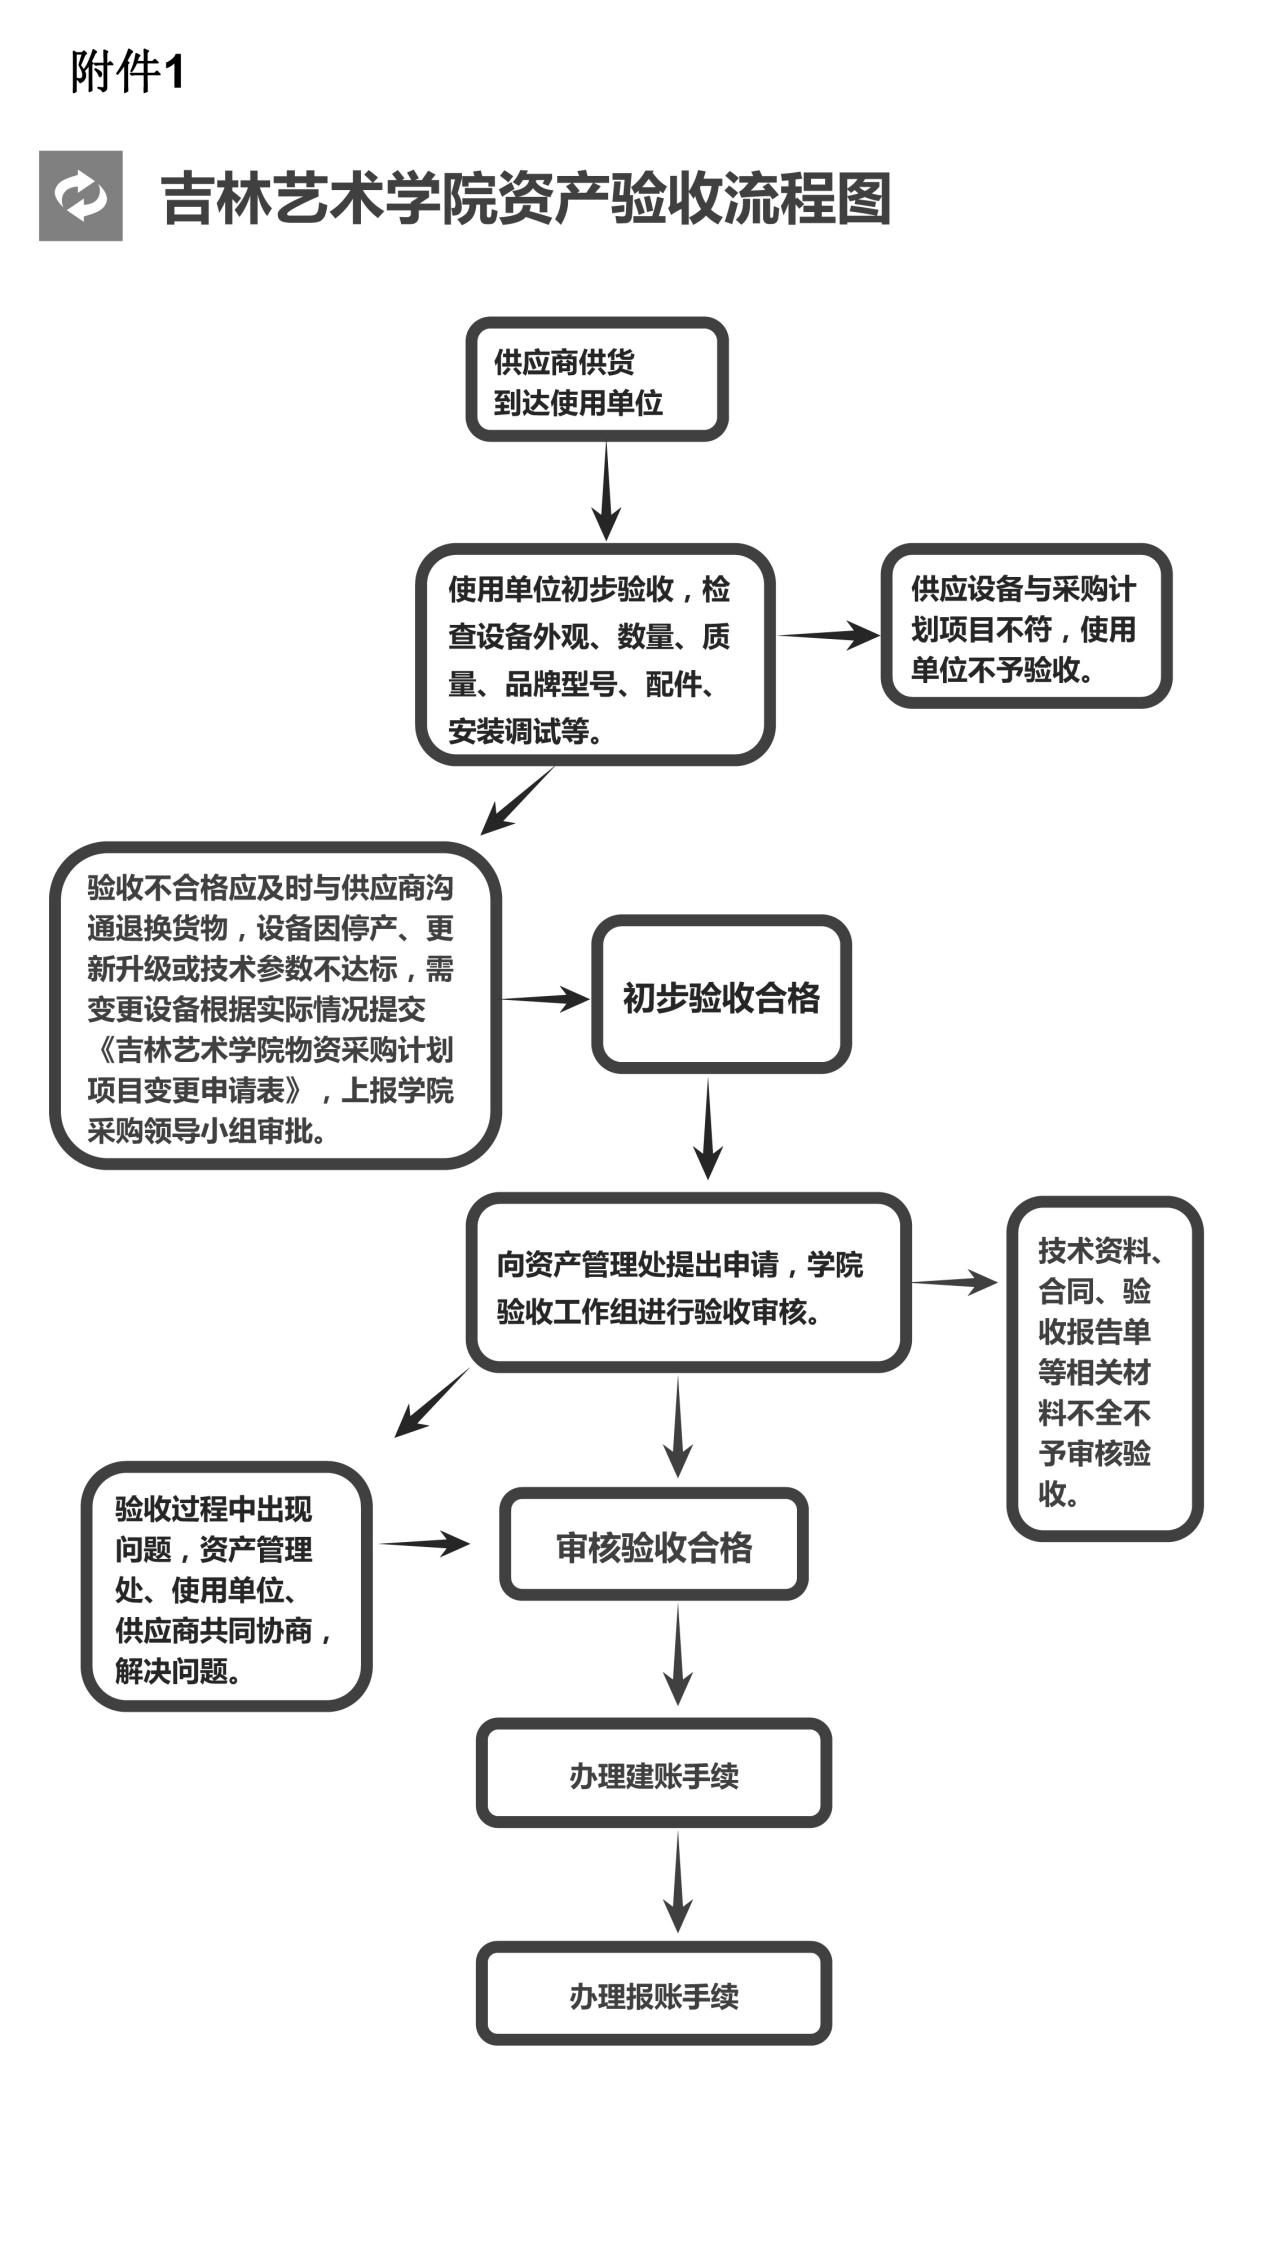 附件1
吉林艺术学院资产验收流程图
供应商供货
到达使用单位
使用单位初步验收，检
查设备外观、数量、质
量、品牌型号、配件、
安装调试等。
供应设备与采购计
划项目不符，使用
单位不予验收。
验收不合格应及时与供应商沟
通退换货物，设备因停产、更
新升级或技术参数不达标，需
变更设备根据实际情况提交
《吉林艺术学院物资采购计划
项目变更申请表》，上报学院
采购领导小组审批。
初步验收合格
向资产管理处提出申请，学院
验收工作组进行验收审核。
技术资料、
合同、验
收报告单
等相关材
料不全不
予审核验
收。
验收过程中出现
问题，资产管理
处、使用单位、
供应商共同协商，
解决问题。
审核验收合格
办理建账手续
办理报账手续